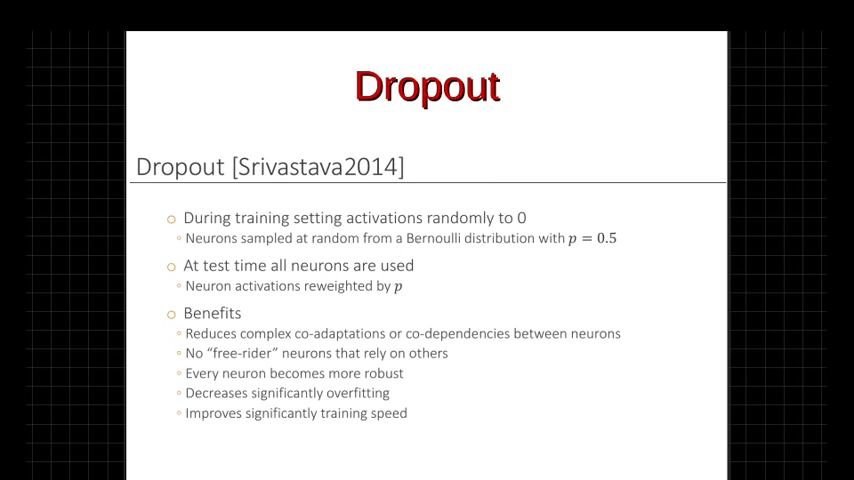 Dropout
Dropout [Srivastava2014]
o During training setting activations randomly to 0
◦ Neurons sampled at random from a Bernoulli distribution with p = 0.5
o At test time all neurons are used
◦ Neuron activations reweighted by p
o Benefits
◦ Reduces complex co-adaptations or co-dependencies between neurons
◦ No “free-rider” neurons that rely on others
◦ Every neuron becomes more robust
◦ Decreases significantly overfitting
◦ Improves significantly training speed